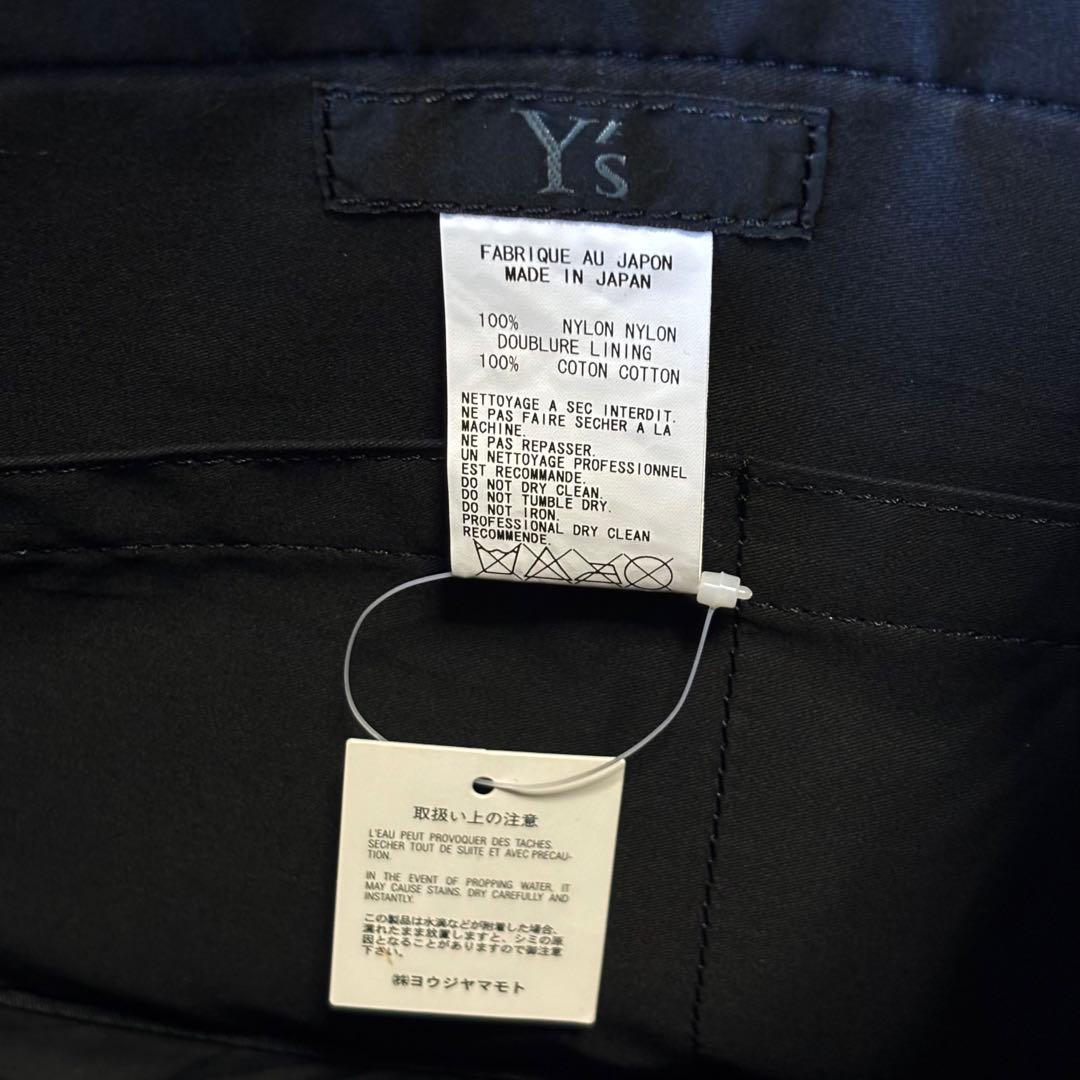 Y's
FABRIQUE AU JAPON
MADE IN JAPAN
100% NYLON NYLON
DOUBLURE LINING
100% COTON COTTON
NETTOYAGE A SEC INTERDIT.
NE PAS FAIRE SECHER A LA
MACHINE.
NE PAS REPASSER.
UN NETTOYAGE PROFESSIONNEL
EST RECOMMANDE.
DO NOT DRY CLEAN.
DO NOT TUMBLE DRY.
DO NOT IRON.
PROFESSIONAL DRY CLEAN
RECOMMENDE.
取扱い上の注意
L'EAU PEUT PROVOQUER DES TACHES.
SECHER TOUT DE SUITE ET AVEC PRECAU-
TION.
IN THE EVENT OF PROPPING WATER, IT
MAY CAUSE STAINS. DRY CAREFULLY AND
INSTANTLY.
この製品は水滴などが附着した場合、
濡れたまま放置しますと、シミの原
因となることがありますので御注意
下さい。
㈱ヨウジヤマモト